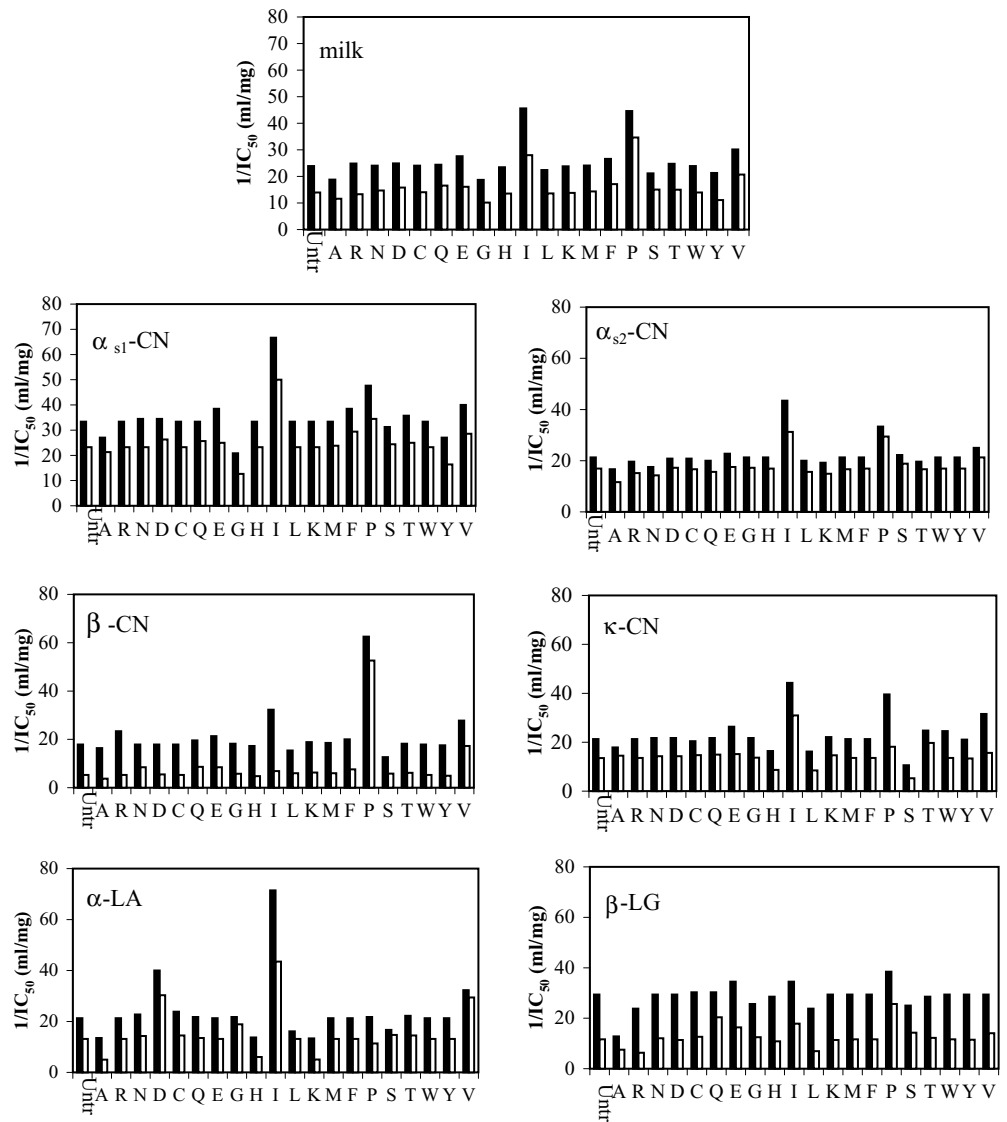 milk
1/IC50 (ml/mg)
80
70
60
50
40
30
20
10
0
Untr A R N D C Q E G H I L K M F P S T W Y V
α s1-CN
1/IC50 (ml/mg)
80
70
60
50
40
30
20
10
0
Untr A R N D C Q E G H I L K M F P S T W Y V
αs2-CN
1/IC50 (ml/mg)
80
60
40
20
0
Untr A R N D C Q E G H I L K M F P S T W Y V
β -CN
1/IC50 (ml/mg)
80
60
40
20
0
Untr A R N D C Q E G H I L K M F P S T W Y V
κ-CN
1/IC50 (ml/mg)
80
60
40
20
0
Untr A R N D C Q E G H I L K M F P S T W Y V
α-LA
1/IC50 (ml/mg)
80
60
40
20
0
Untr A R N D C Q E G H I L K M F P S T W Y V
β-LG
1/IC50 (ml/mg)
80
60
40
20
0
Untr A R N D C Q E G H I L K M F P S T W Y V